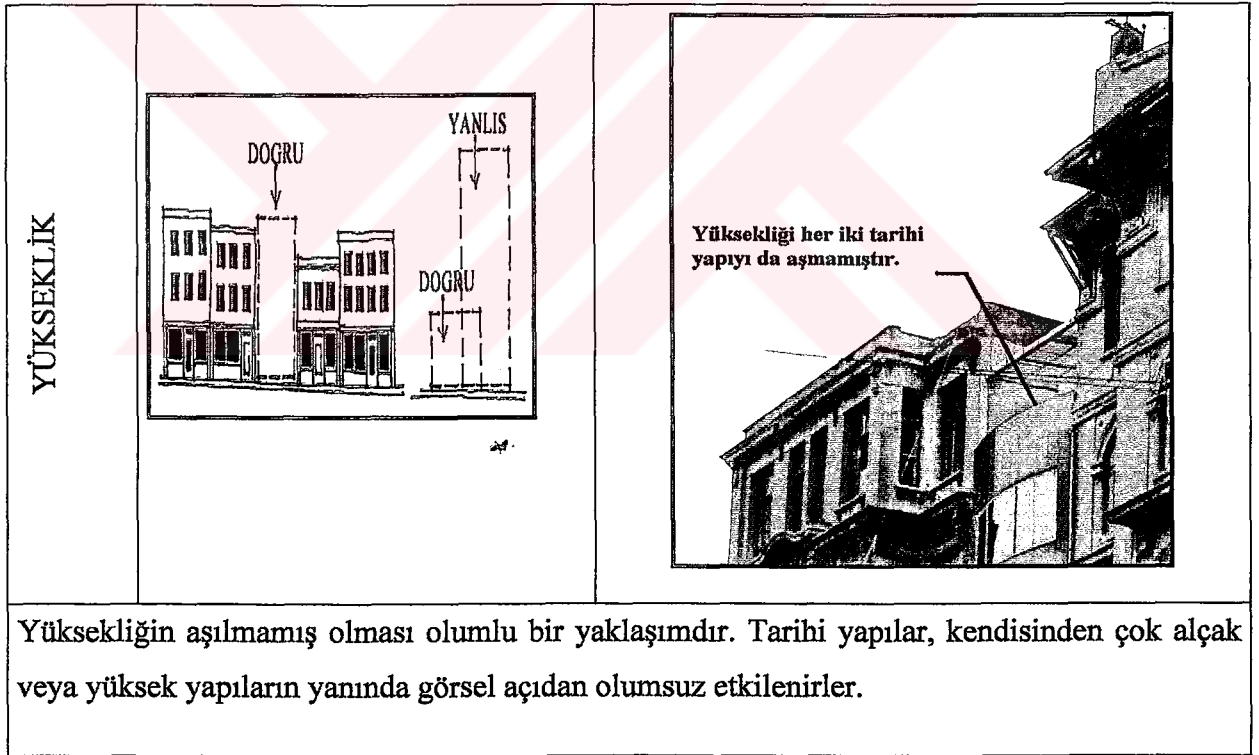 YÜKSEKLİK
DOGRU
YANLIS
DOGRU
Yüksekliği her iki tarihi
yapıyı da aşmamıştır.
Yüksekliğin aşılmamış olması olumlu bir yaklaşımdır. Tarihi yapılar, kendisinden çok alçak
veya yüksek yapıların yanında görsel açıdan olumsuz etkilenirler.